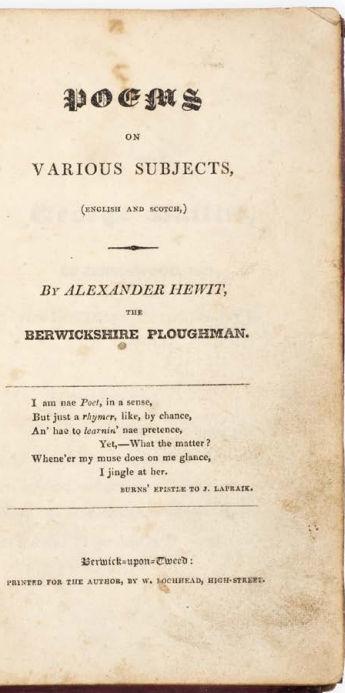 POEMS
ON
VARIOUS SUBJECTS,
(ENGLISH AND SCOTCH,)
BY ALEXANDER HEWIT,
THE
BERWICKSHIRE PLOUGHMAN.
I am nae Poet, in a sense,
But just a rhymer, like, by chance,
An' hae to learnin' nae pretence,
Yet,—What the matter?
Whene'er my muse does on me glance,
I jingle at her.
BURNS' EPISTLE TO J. LAPRAIK.
Berwick-upon-Tweed:
PRINTED FOR THE AUTHOR, BY W. LOCHHEAD, HIGH-STREET.